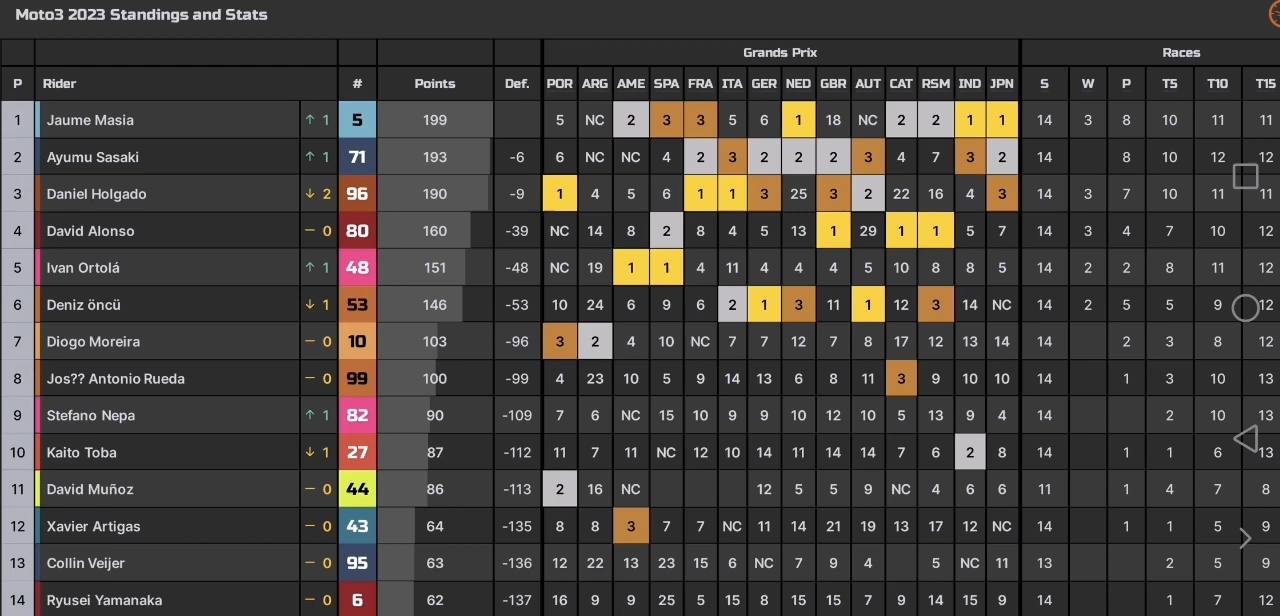 Moto3 2023 Standings and Stats
Grands Prix Races
P Rider # Points Def. POR ARG AME SPA FRA ITA GER NED GBR AUT CAT RSM IND JPN S W P T5 T10 T15
1 Jaume Masia ↑ 1 5 199 5 NC 2 3 3 5 6 1 18 NC 2 2 1 1 14 3 8 10 11 11
2 Ayumu Sasaki ↑ 1 71 193 -6 6 NC NC 4 2 3 2 2 2 3 4 7 3 2 14 8 10 12 12
3 Daniel Holgado ↓ 2 96 190 -9 1 4 5 6 1 1 3 25 3 2 22 16 4 3 14 3 7 10 11 11
4 David Alonso – 0 80 160 -39 NC 14 8 2 8 4 5 13 1 29 1 1 5 7 14 3 4 7 10 12
5 Ivan Ortolá ↑ 1 48 151 -48 NC 19 1 1 4 11 4 4 4 5 10 8 8 5 14 2 2 8 11 12
6 Deniz öncü ↓ 1 53 146 -53 10 24 6 9 6 2 1 3 11 1 12 3 14 NC 14 2 5 5 9 12
7 Diogo Moreira – 0 10 103 -96 3 2 4 10 NC 7 7 12 7 8 17 12 13 14 14 2 3 8 12
8 Jos?? Antonio Rueda – 0 99 100 -99 4 23 10 5 9 14 13 6 8 11 3 9 10 10 14 1 3 10 13
9 Stefano Nepa ↑ 1 82 90 -109 7 6 NC 15 10 9 9 10 12 10 5 13 9 4 14 2 10 13
10 Kaito Toba ↓ 1 27 87 -112 11 7 11 NC 12 10 14 11 14 14 7 6 2 8 14 1 1 6 13
11 David Muñoz – 0 44 86 -113 2 16 NC 12 5 5 9 NC 4 6 6 11 1 4 7 8
12 Xavier Artigas – 0 43 64 -135 8 8 3 7 7 NC 11 14 21 19 13 17 12 NC 14 1 1 5 9
13 Collin Veijer – 0 95 63 -136 12 22 13 23 15 6 NC 7 9 4 5 NC 11 13 2 5 9
14 Ryusei Yamanaka – 0 6 62 -137 16 9 9 25 5 15 8 15 15 7 9 14 15 9 14 1 7 12